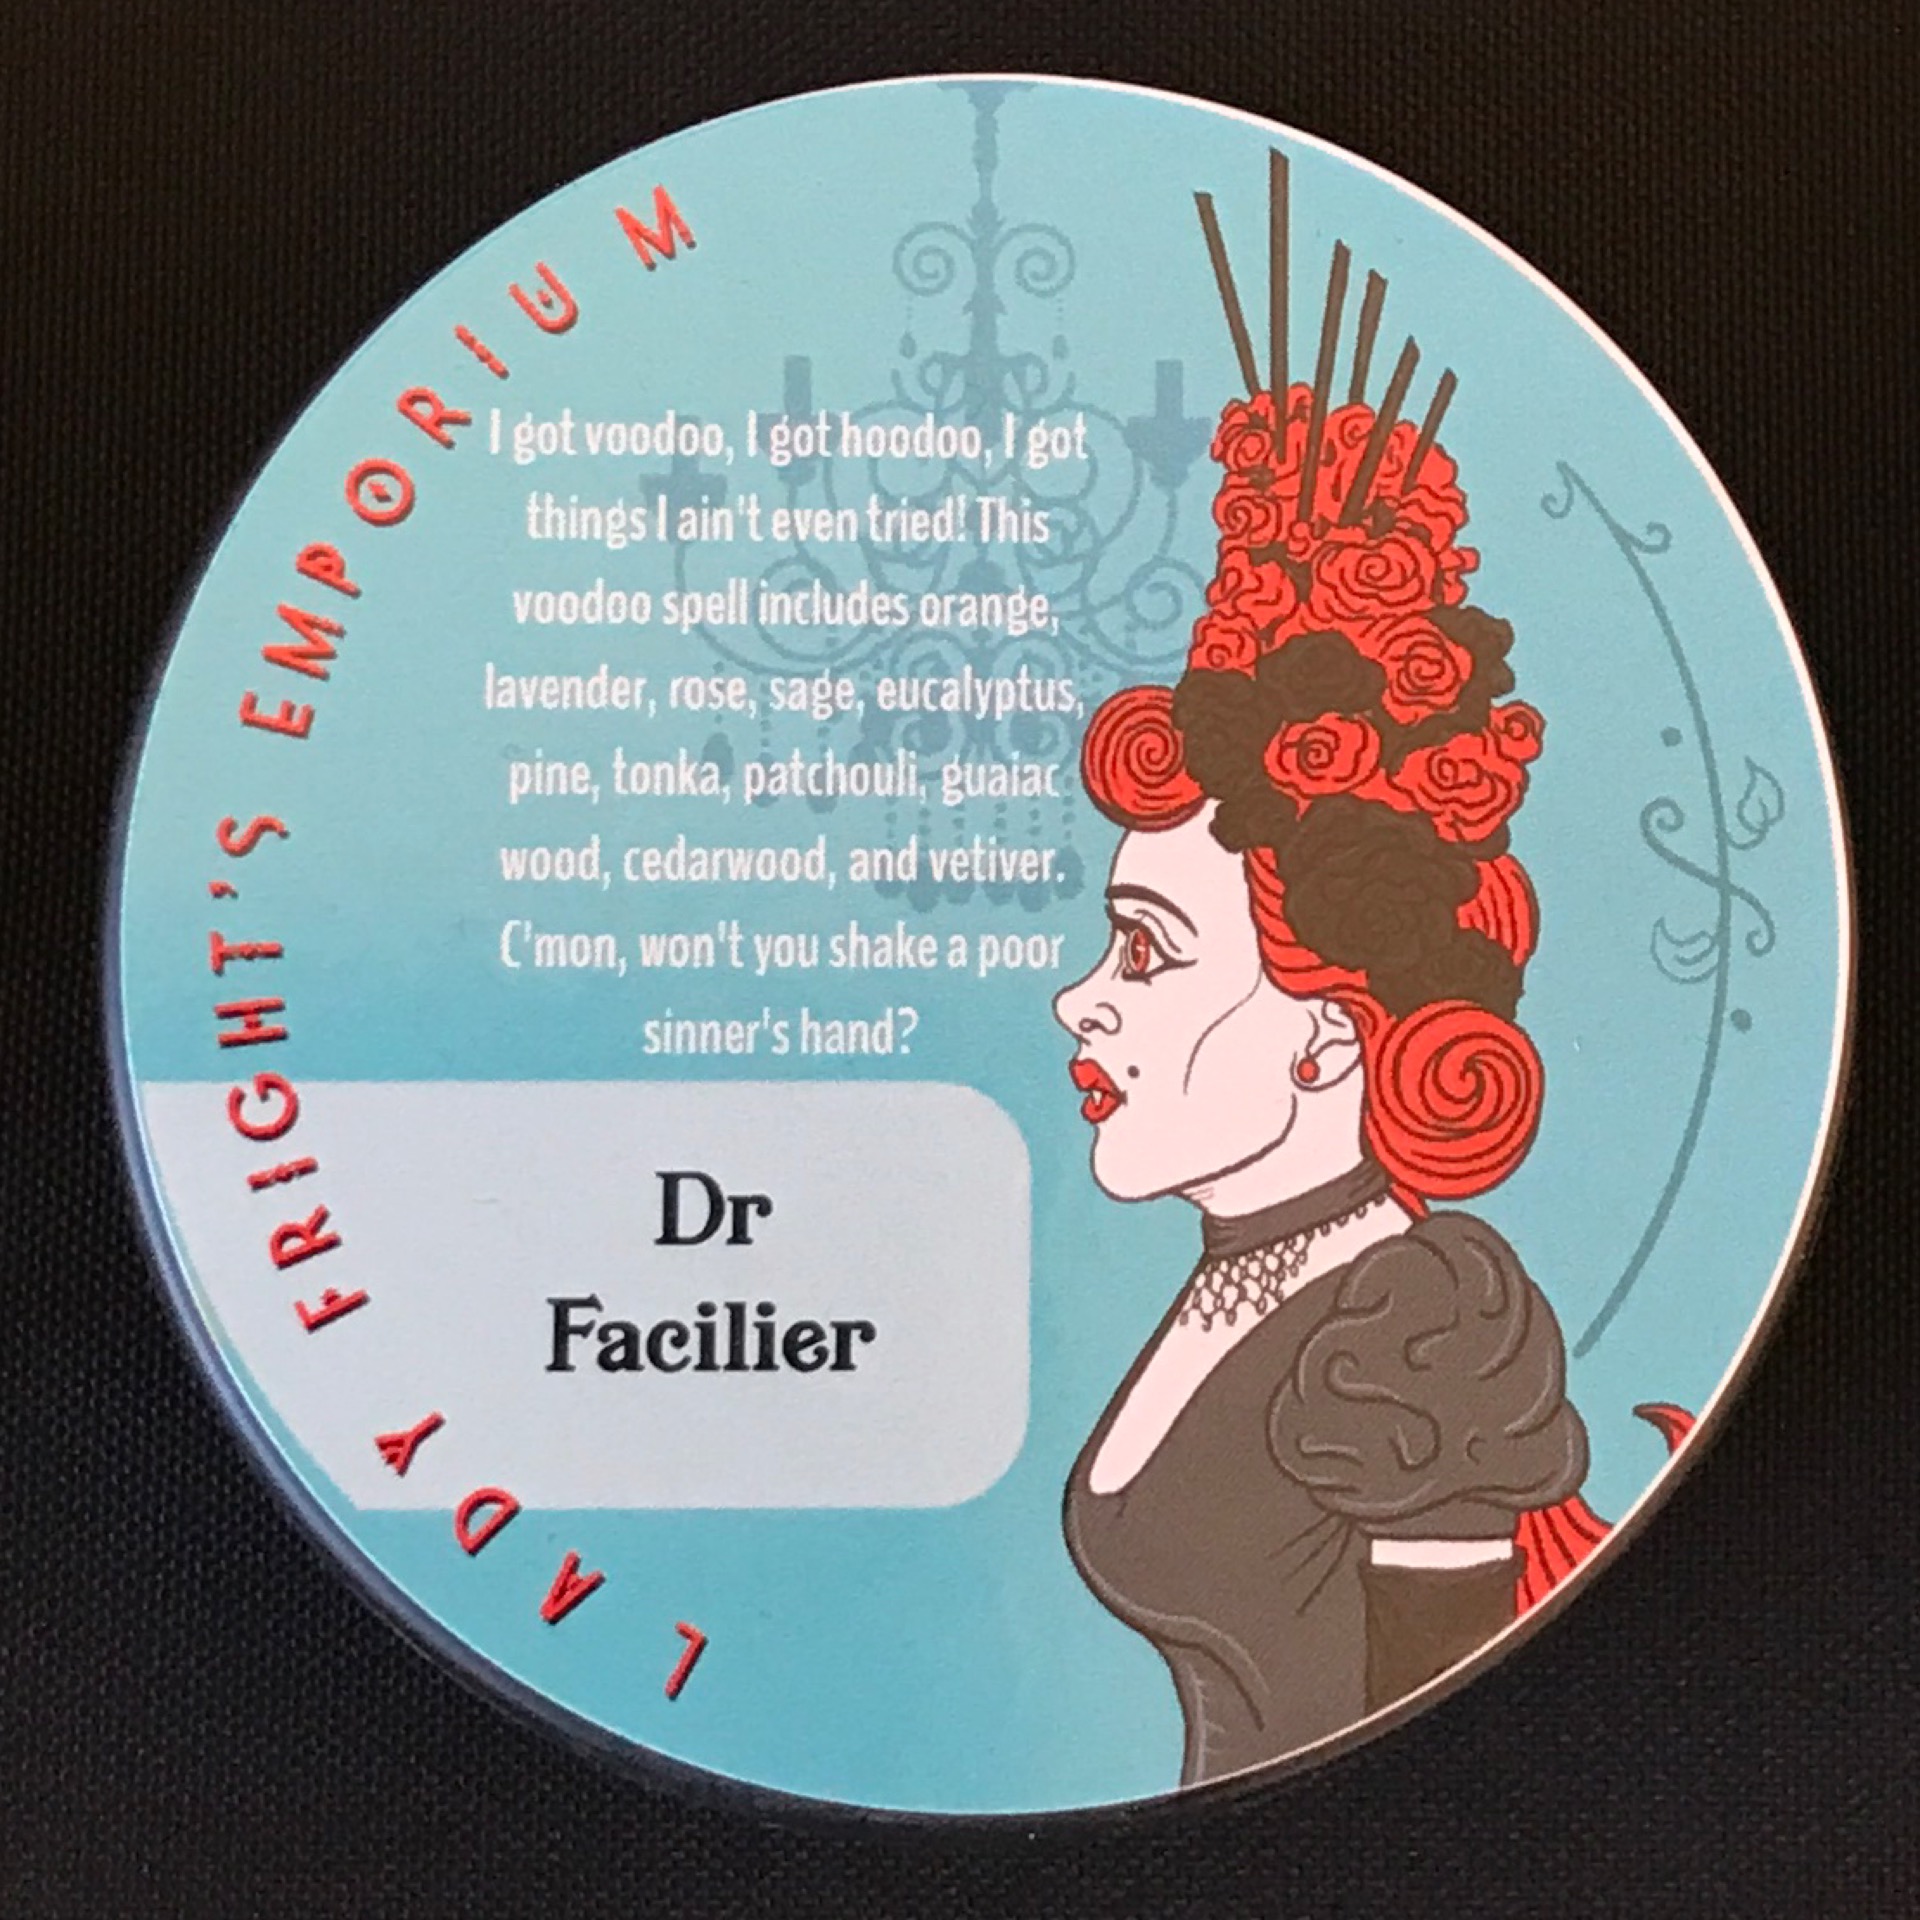 LADY FRIGHT'S EMPORIUM
I got voodoo, I got hoodoo, I got
things I ain't even tried! This
voodoo spell includes orange,
lavender, rose, sage, eucalyptus,
pine, tonka, patchouli, guaiac
wood, cedarwood, and vetiver.
C'mon, won't you shake a poor
sinner's hand?
Dr
Facilier